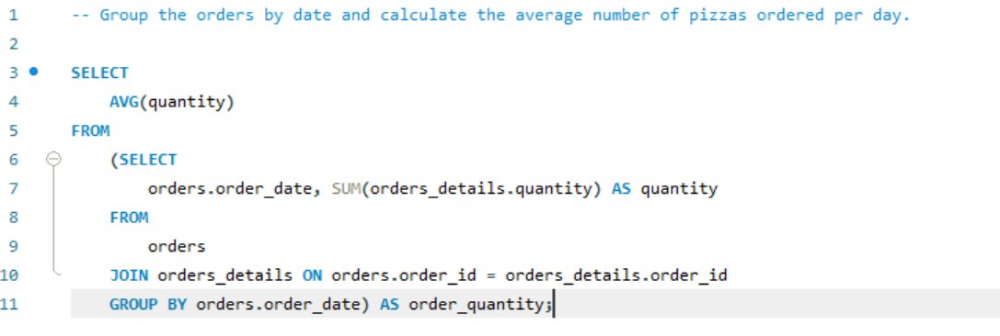 1 -- Group the orders by date and calculate the average number of pizzas ordered per day.
2
3 SELECT
4 AVG(quantity)
5 FROM
6 (SELECT
7 orders.order_date, SUM(orders_details.quantity) AS quantity
8 FROM
9 orders
10 JOIN orders_details ON orders.order_id = orders_details.order_id
11 GROUP BY orders.order_date) AS order_quantity;